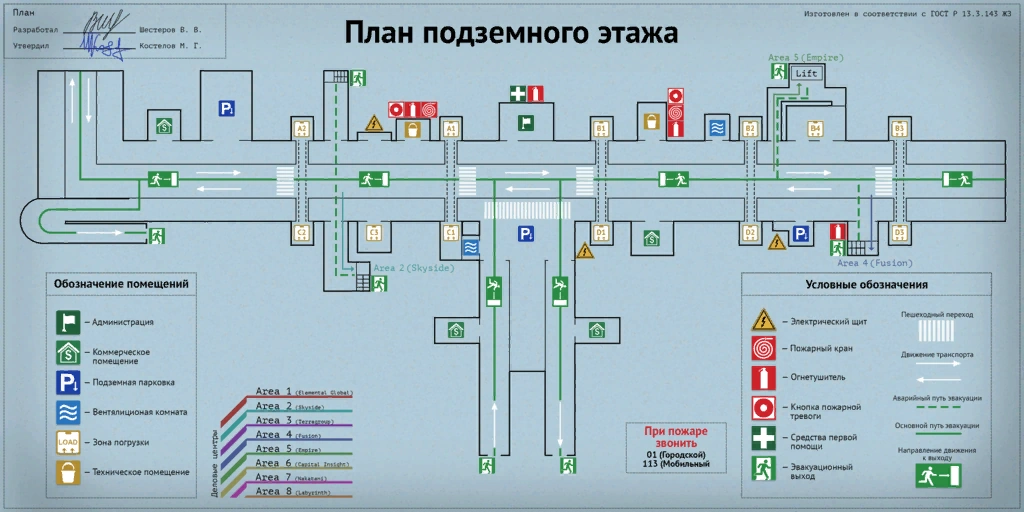 План
Разработал Шестеров В. В.
Утвердил Костелов М. Г.
План подземного этажа
Изготовлен в соответствии с ГОСТ Р 13.3.143 ЖЗ
Area 5 (Empire)
Lift
A2
A1
B1
B2
B4
B3
C2
C3
C1
D1
D2
D3
Area 2 (Skyside)
Area 4 (Fusion)
Обозначение помещений
– Администрация
– Коммерческое
помещение
– Подземная парковка
– Вентялиционая комната
LOAD – Зона погрузки
– Техническое помещение
Деловые центры
Area 1 (Elemental Global)
Area 2 (Skyside)
Area 3 (Terragroup)
Area 4 (Fusion)
Area 5 (Empire)
Area 6 (Capital Insight)
Area 7 (Nakatani)
Area 8 (Labyrinth)
При пожаре
звонить
01 (Городской)
113 (Мобильный
Условные обозначения
– Электрический щит
– Пожарный кран
– Огнетушитель
– Кнопка пожарной
тревоги
– Средства первой
помощи
– Эвакуационный
выход
Пешеходный переход
Движение транспорта
Аварийный путь эвакуации
Основной путь эвакуации
Направление движения
к выходу